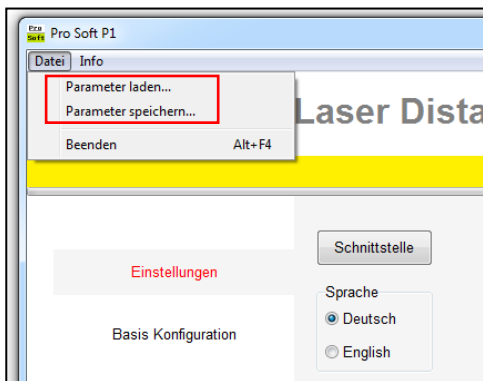 Pro Soft Pro Soft P1
Datei Info
Parameter laden...
Parameter speichern...
Beenden Alt+F4
Laser Dista
Schnittstelle
Einstellungen
Sprache
Deutsch
Basis Konfiguration
English